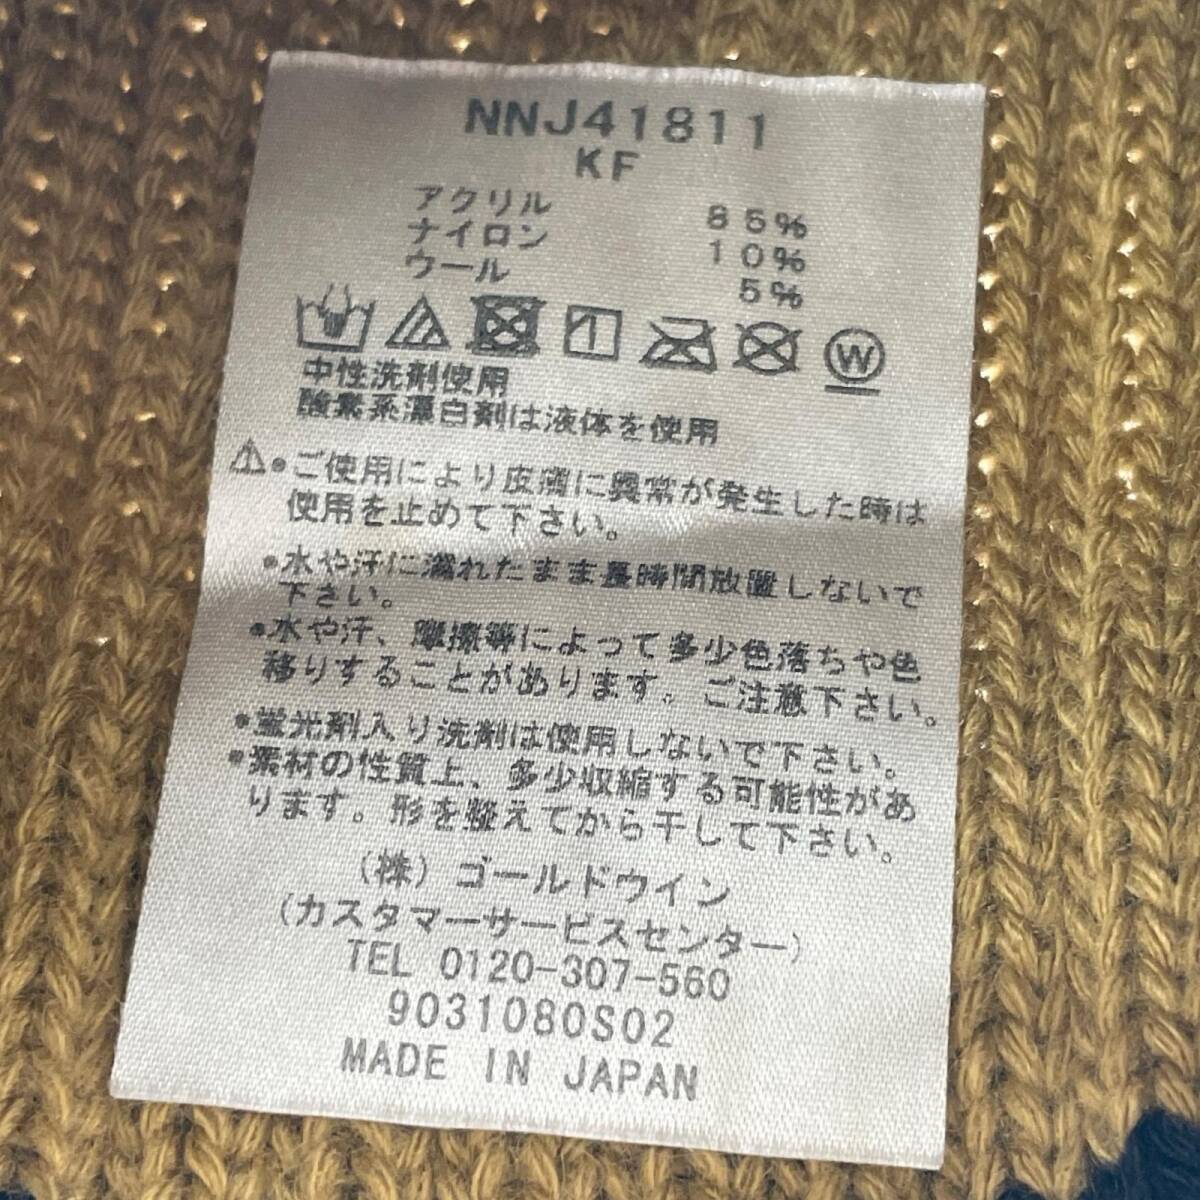 NNJ41811
KF
アクリル 85%
ナイロン 10%
ウール 5%
W
中性洗剤使用
酸素系漂白剤は液体を使用
⚠●ご使用により皮膚に異常が発生した時は
使用を止めて下さい。
●水や汗に濡れたまま長時間放置しないで
下さい。
●水や汗、摩擦等によって多少色落ちや色
移りすることがあります。ご注意下さい。
●蛍光剤入り洗剤は使用しないで下さい。
●素材の性質上、多少収縮する可能性があ
ります。形を整えてから干して下さい。
(株) ゴールドウイン
(カスタマーサービスセンター)
TEL 0120-307-560
9031080S02
MADE IN JAPAN